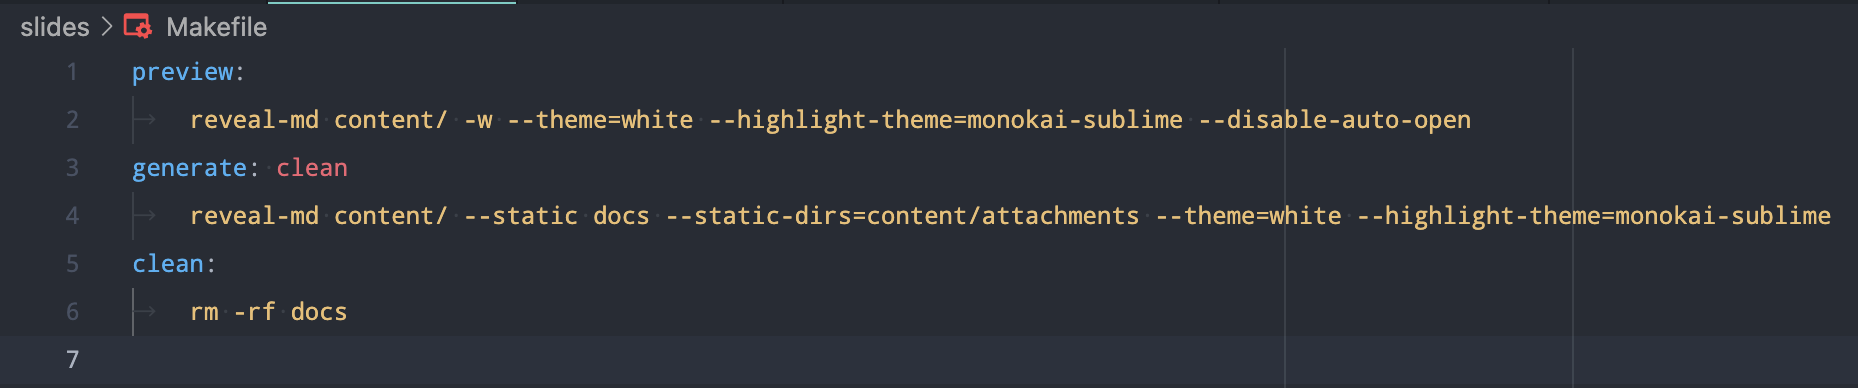 slides > Makefile
1 preview:
2 reveal-md content/ -w --theme=white --highlight-theme=monokai-sublime --disable-auto-open
3 generate: clean
4 reveal-md content/ --static docs --static-dirs=content/attachments --theme=white --highlight-theme=monokai-sublime
5 clean:
6 rm -rf docs
7